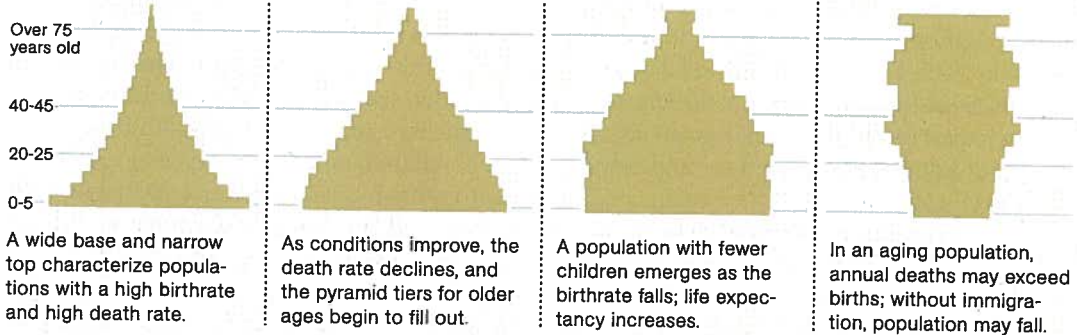 Over 75
years old
40-45
20-25
0-5
A wide base and narrow
top characterize popula-
tions with a high birthrate
and high death rate.
As conditions improve, the
death rate declines, and
the pyramid tiers for older
ages begin to fill out.
A population with fewer
children emerges as the
birthrate falls; life expec-
tancy increases.
In an aging population,
annual deaths may exceed
births; without immigra-
tion, population may fall.